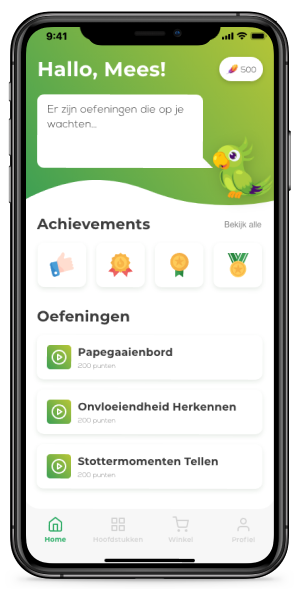 9:41
Hallo, Mees!
500
Er zijn oefeningen die op je
wachten...
Achievements
Bekijk alle
Oefeningen
Papegaaienbord
200 punten
Onvloeiendheid Herkennen
200 punten
Stottermomenten Tellen
200 punten
Home
Hoofdstukken
Winkel
Profiel